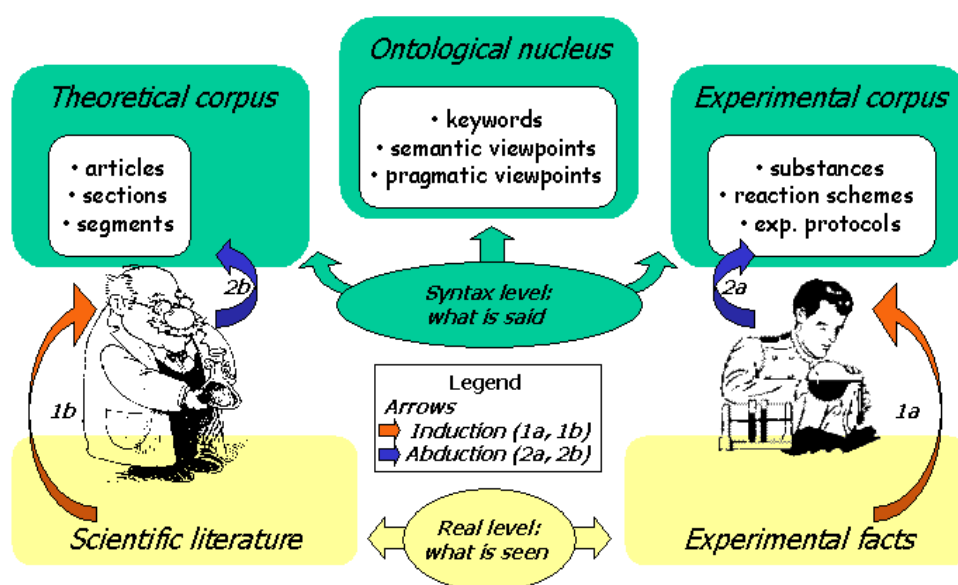 Ontological nucleus
• keywords
• semantic viewpoints
• pragmatic viewpoints
Theoretical corpus
• articles
• sections
• segments
Experimental corpus
• substances
• reaction schemes
• exp. protocols
2b
2a
Syntax level:
what is said
1b
1a
Legend
Arrows
Induction (1a, 1b)
Abduction (2a, 2b)
Scientific literature
Real level:
what is seen
Experimental facts